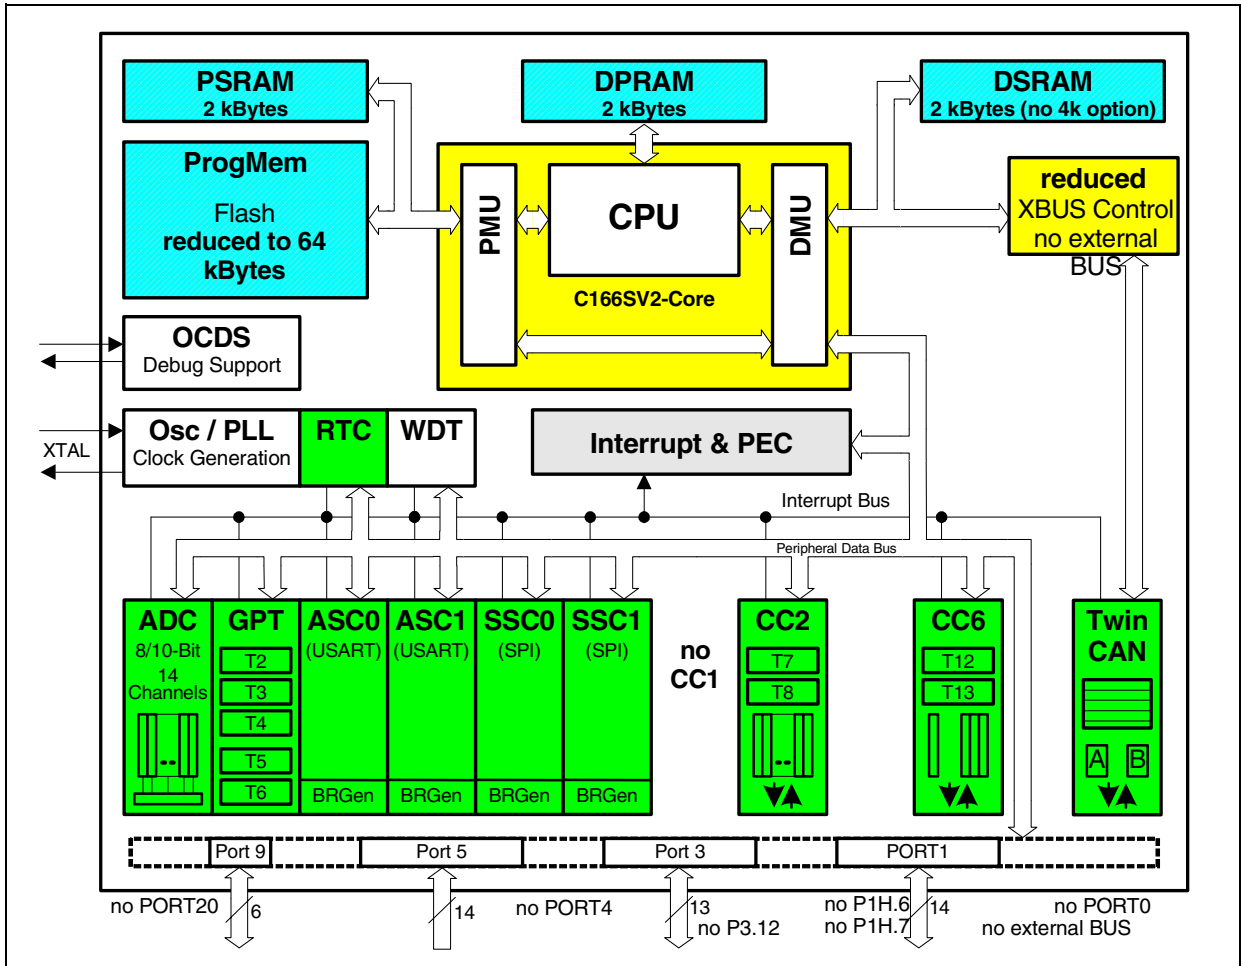 PSRAM
2 kBytes
DPRAM
2 kBytes
DSRAM
2 kBytes (no 4k option)
ProgMem
Flash
reduced to 64
kBytes
PMU
CPU
DMU
C166SV2-Core
reduced
XBUS Control
no external
BUS
OCDS
Debug Support
XTAL
Osc / PLL
Clock Generation
RTC
WDT
Interrupt & PEC
Interrupt Bus
Peripheral Data Bus
ADC
8/10-Bit
14
Channels
GPT
T2
T3
T4
T5
T6
ASC0
(USART)
BRGen
ASC1
(USART)
BRGen
SSC0
(SPI)
BRGen
SSC1
(SPI)
BRGen
no
CC1
CC2
T7
T8
CC6
T12
T13
Twin
CAN
A
B
Port 9
Port 5
Port 3
PORT1
no PORT20
6
14
no PORT4
13
no P3.12
no P1H.6
no P1H.7
14
no PORT0
no external BUS